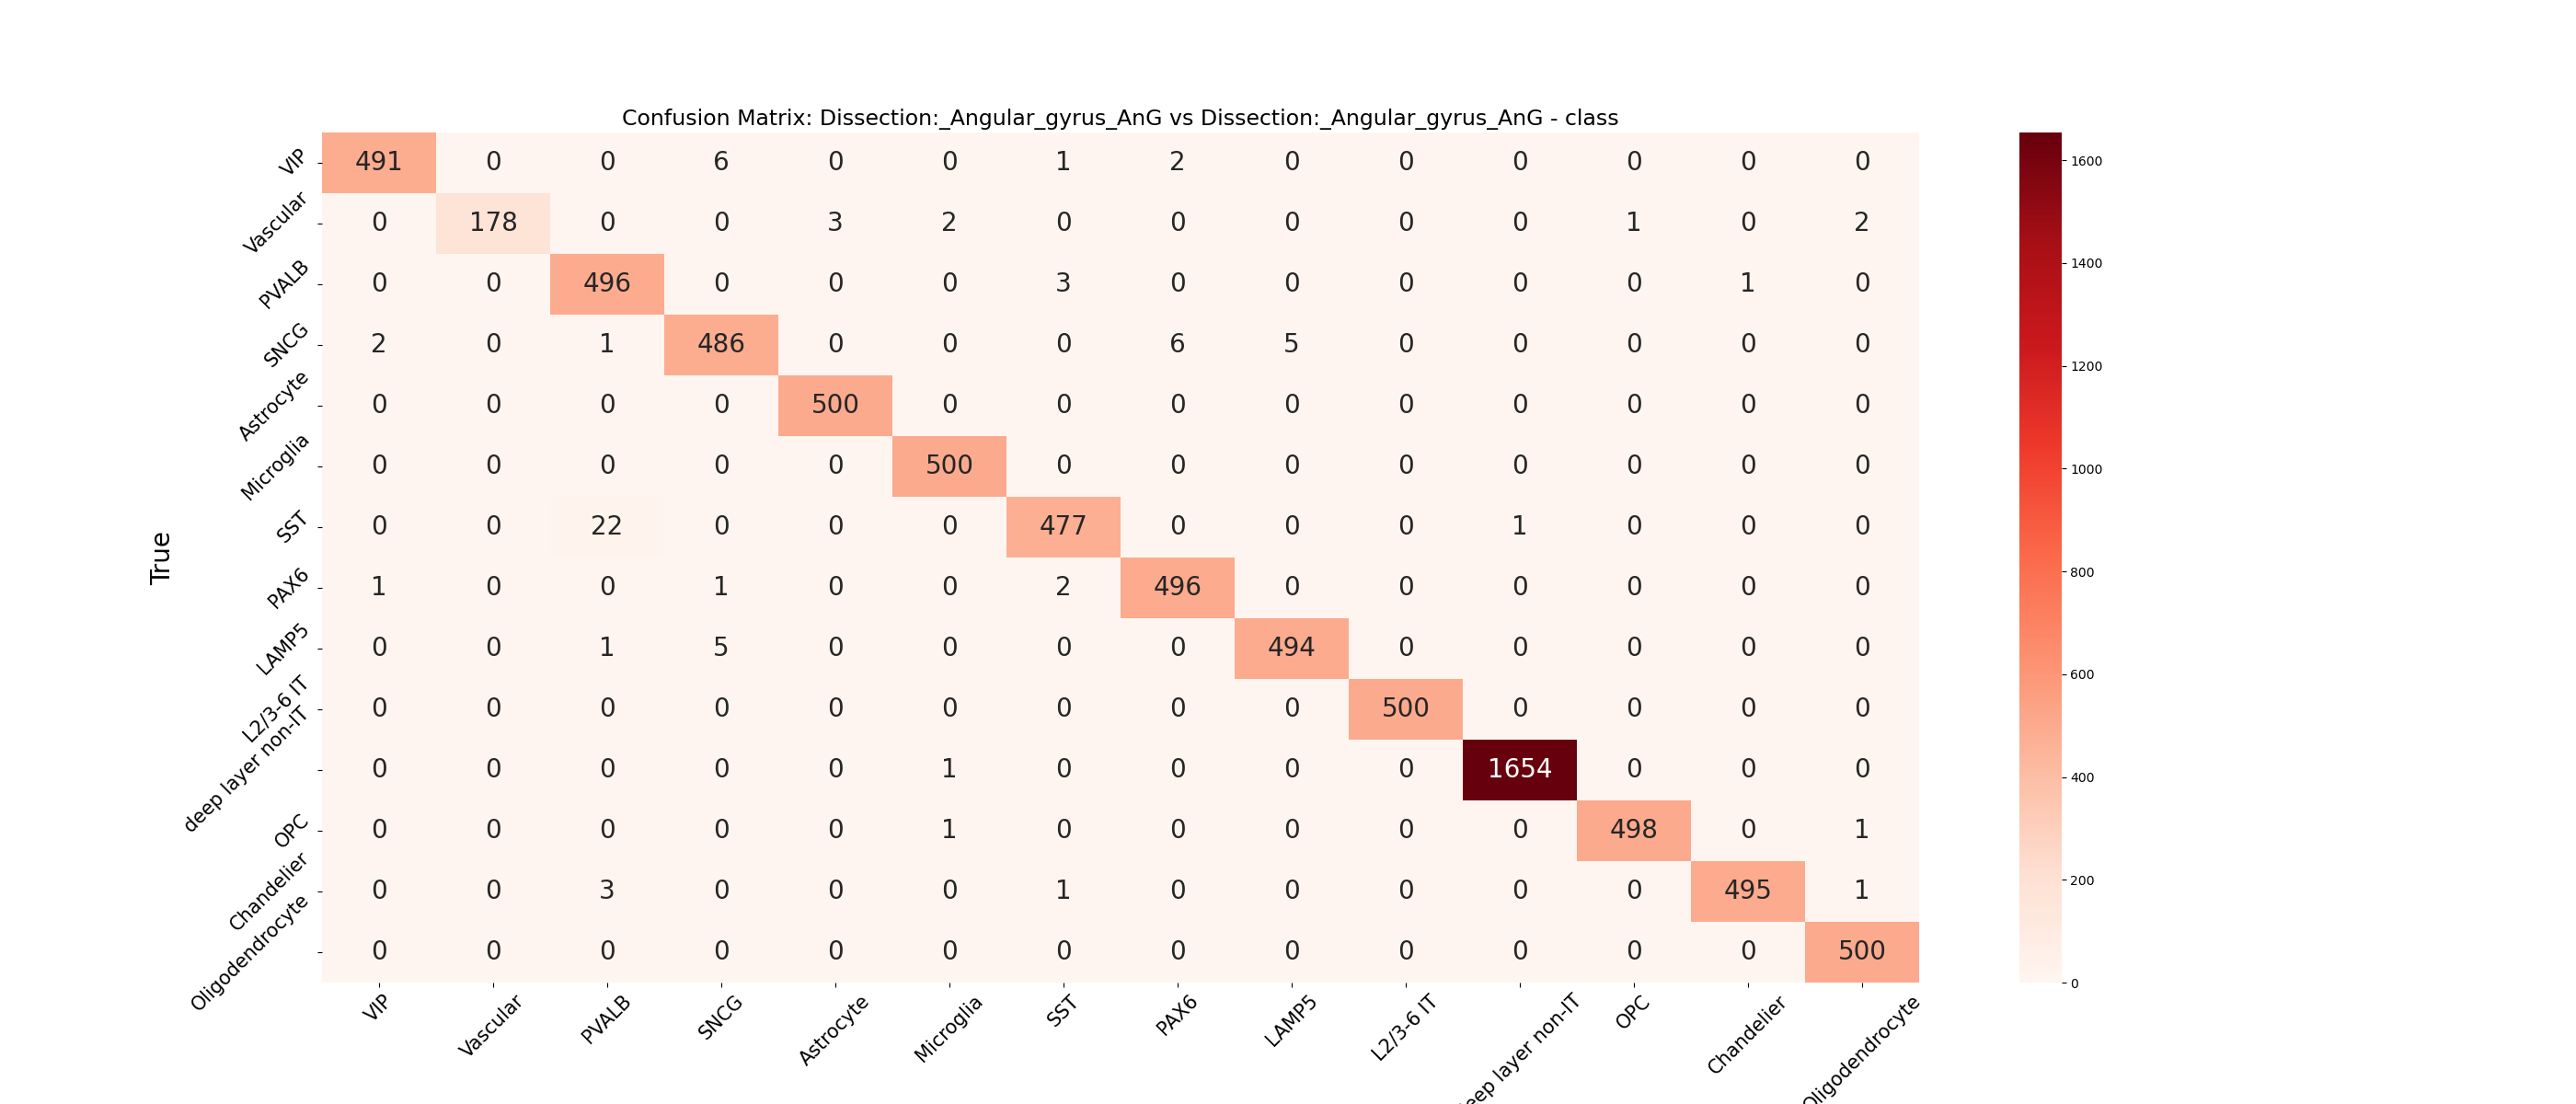 Confusion Matrix: Dissection:_Angular_gyrus_AnG vs Dissection:_Angular_gyrus_AnG - class
True
VIP 491 0 0 6 0 0 1 2 0 0 0 0 0 0
Vascular 0 178 0 0 3 2 0 0 0 0 0 1 0 2
PVALB 0 0 496 0 0 0 3 0 0 0 0 0 1 0
SNCG 2 0 1 486 0 0 0 6 5 0 0 0 0 0
Astrocyte 0 0 0 0 500 0 0 0 0 0 0 0 0 0
Microglia 0 0 0 0 0 500 0 0 0 0 0 0 0 0
SST 0 0 22 0 0 0 477 0 0 0 1 0 0 0
PAX6 1 0 0 1 0 0 2 496 0 0 0 0 0 0
LAMP5 0 0 1 5 0 0 0 0 494 0 0 0 0 0
L2/3-6 IT 0 0 0 0 0 0 0 0 0 500 0 0 0 0
deep layer non-IT 0 0 0 0 0 1 0 0 0 0 1654 0 0 0
OPC 0 0 0 0 0 1 0 0 0 0 0 498 0 1
Chandelier 0 0 3 0 0 0 1 0 0 0 0 0 495 1
Oligodendrocyte 0 0 0 0 0 0 0 0 0 0 0 0 0 500
VIP Vascular PVALB SNCG Astrocyte Microglia SST PAX6 LAMP5 L2/3-6 IT eep layer non-IT OPC Chandelier Oligodendrocyte
1600
1400
1200
1000
800
600
400
200
0